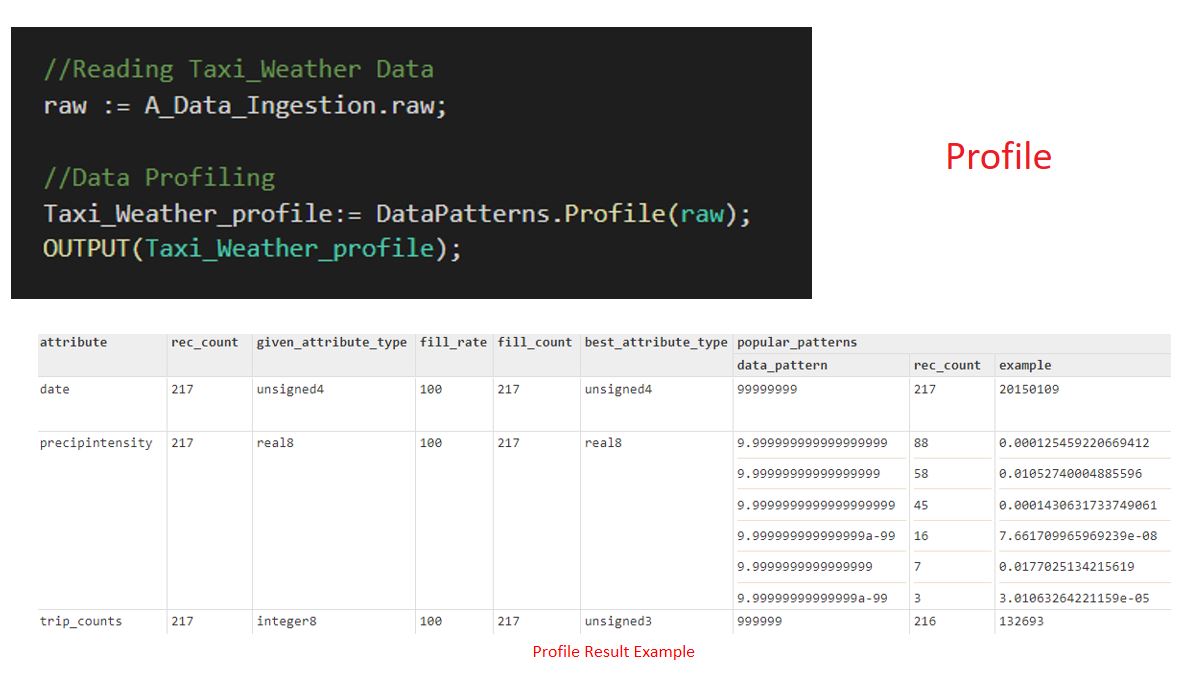 //Reading Taxi_Weather Data
raw := A_Data_Ingestion.raw;
//Data Profiling
Taxi_Weather_profile:= DataPatterns.Profile(raw);
OUTPUT(Taxi_Weather_profile);
Profile
attribute rec_count given_attribute_type fill_rate fill_count best_attribute_type popular_patterns
data_pattern rec_count example
date 217 unsigned4 100 217 unsigned4 99999999 217 20150109
precipintensity 217 real8 100 217 real8 9.999999999999999999 88 0.000125459220669412
9.99999999999999999 58 0.01052740004885596
9.9999999999999999999 45 0.0001430631733749061
9.999999999999999a-99 16 7.661709965969239e-08
9.9999999999999999 7 0.0177025134215619
9.99999999999999a-99 3 3.01063264221159e-05
trip_counts 217 integer8 100 217 unsigned3 999999 216 132693
Profile Result Example